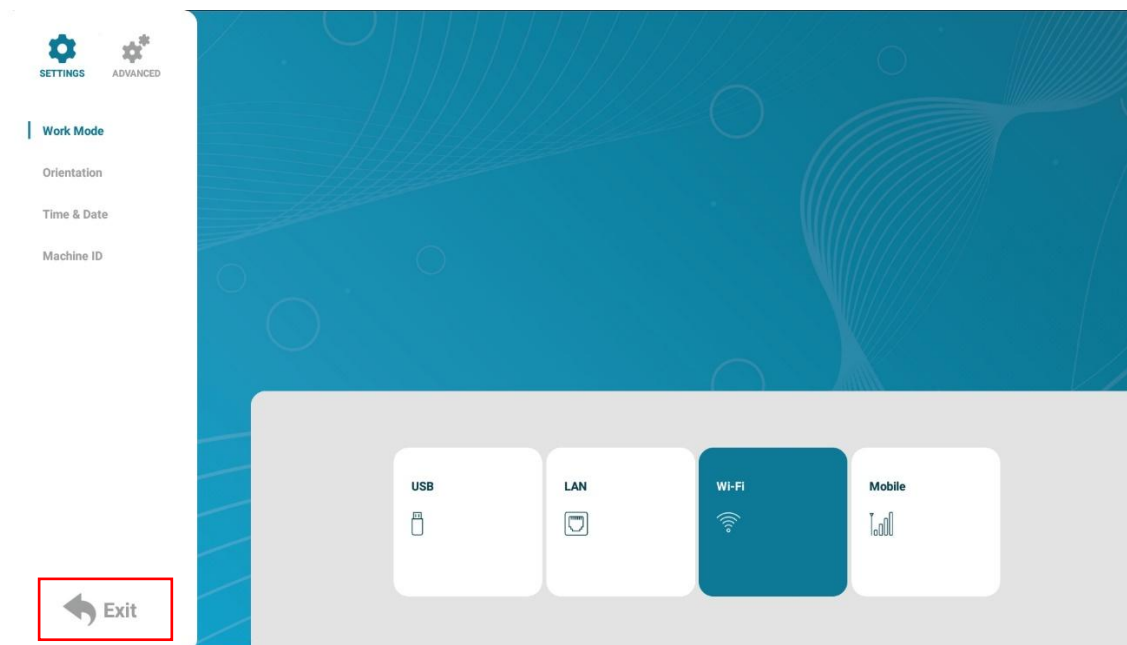 SETTINGS ADVANCED
Work Mode
Orientation
Time & Date
Machine ID
USB LAN Wi-Fi Mobile
Exit